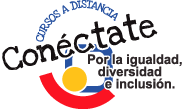 CURSOS A DISTANCIA
Conéctate
Por la igualdad,
diversidad
e inclusión.